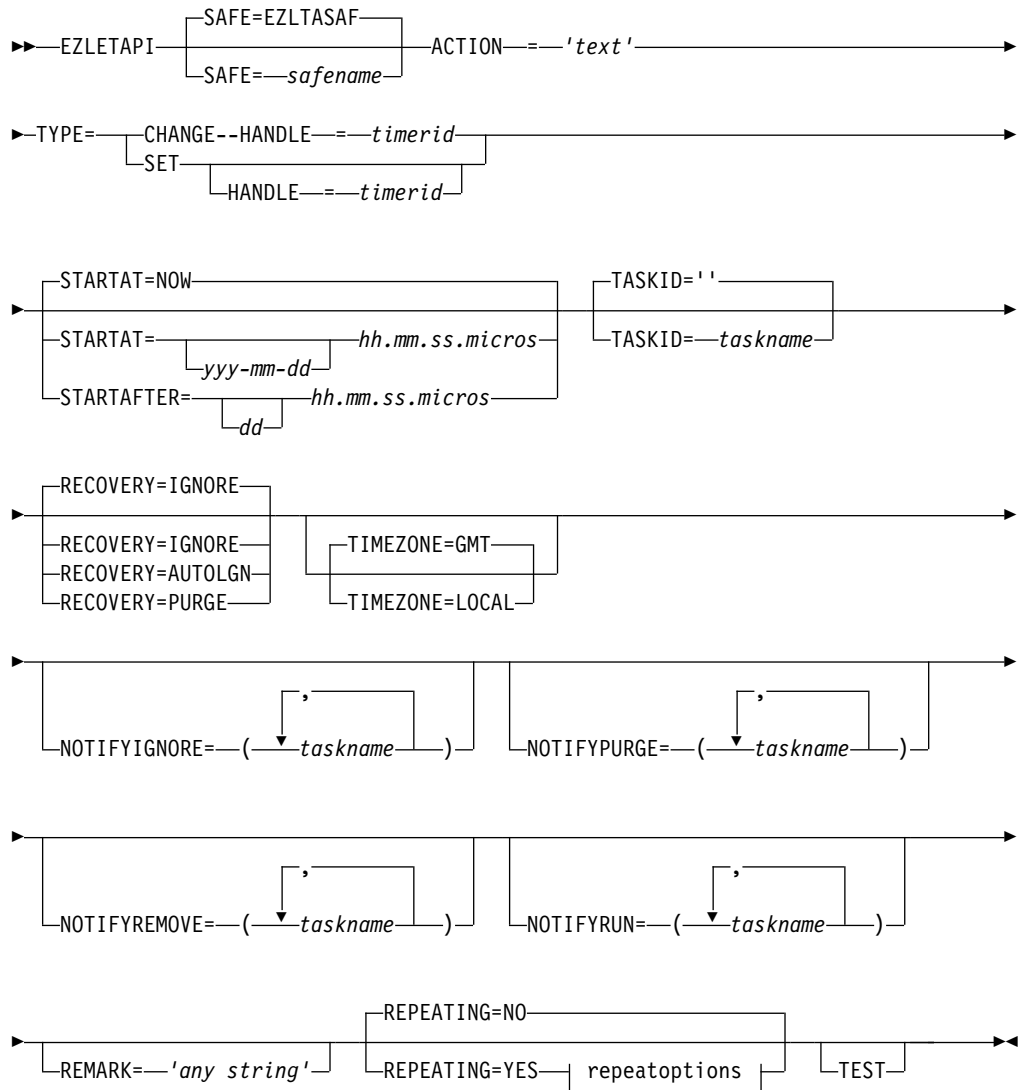 SAFE=EZLTASAF
EZLETAPI ACTION = 'text'
SAFE= safename
TYPE= CHANGE--HANDLE = timerid
SET
HANDLE = timerid
STARTAT=NOW TASKID=''
STARTAT= hh.mm.ss.micros TASKID= taskname
yyy-mm-dd
STARTAFTER= hh.mm.ss.micros
dd
RECOVERY=IGNORE
RECOVERY=IGNORE TIMEZONE=GMT
RECOVERY=AUTOLGN
RECOVERY=PURGE TIMEZONE=LOCAL
, ,
NOTIFYIGNORE= ( taskname ) NOTIFYPURGE= ( taskname )
, ,
NOTIFYREMOVE= ( taskname ) NOTIFYRUN= ( taskname )
REPEATING=NO
REMARK= 'any string' REPEATING=YES repeatoptions TEST